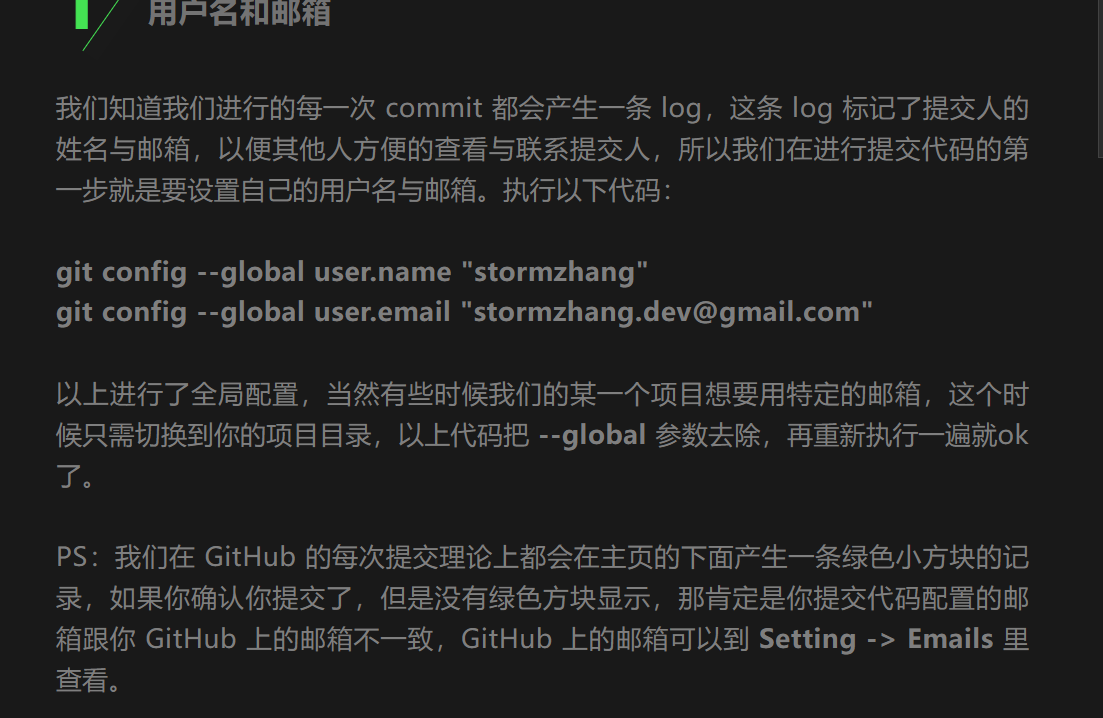 用户名和邮箱
我们知道我们进行的每一次 commit 都会产生一条 log，这条 log 标记了提交人的
姓名与邮箱，以便其他人方便的查看与联系提交人，所以我们在进行提交代码的第
一步就是要设置自己的用户名与邮箱。执行以下代码：
git config --global user.name "stormzhang"
git config --global user.email "stormzhang.dev@gmail.com"
以上进行了全局配置，当然有些时候我们的某一个项目想要用特定的邮箱，这个时
候只需切换到你的项目目录，以上代码把 --global 参数去除，再重新执行一遍就ok
了。
PS：我们在 GitHub 的每次提交理论上都会在主页的下面产生一条绿色小方块的记
录，如果你确认你提交了，但是没有绿色方块显示，那肯定是你提交代码配置的邮
箱跟你 GitHub 上的邮箱不一致，GitHub 上的邮箱可以到 Setting -> Emails 里
查看。